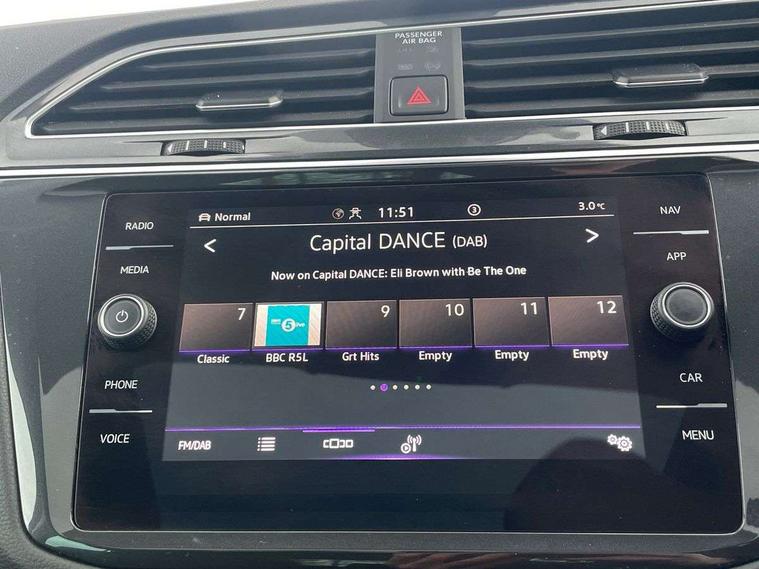 PASSENGER
AIR BAG
RADIO
MEDIA
PHONE
VOICE
Normal
11:51
3
3.0°C
< Capital DANCE (DAB) >
Now on Capital DANCE: Eli Brown with Be The One
7
5 live
9
10
11
12
Classic
BBC R5L
Grt Hits
Empty
Empty
Empty
FM/DAB
NAV
APP
CAR
MENU